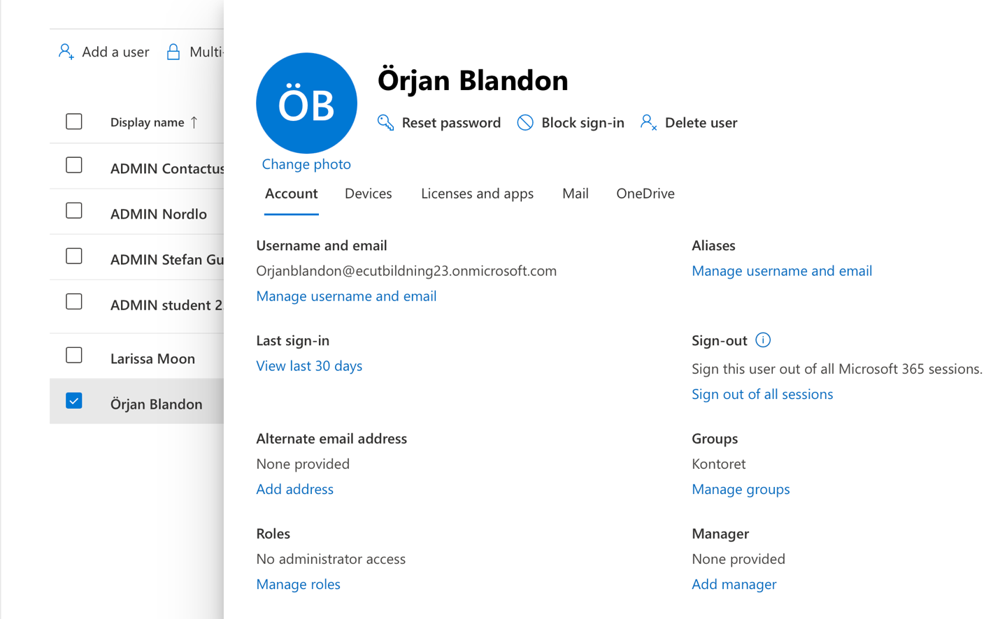 Add a user
Multi-
Display name ↑
ADMIN Contactus
ADMIN Nordlo
ADMIN Stefan Gu
ADMIN student 2
Larissa Moon
Örjan Blandon
ÖB
Change photo
Örjan Blandon
Reset password
Block sign-in
Delete user
Account
Devices
Licenses and apps
Mail
OneDrive
Username and email
Orjanblandon@ecutbildning23.onmicrosoft.com
Manage username and email
Aliases
Manage username and email
Last sign-in
View last 30 days
Sign-out
Sign this user out of all Microsoft 365 sessions.
Sign out of all sessions
Alternate email address
None provided
Add address
Groups
Kontoret
Manage groups
Roles
No administrator access
Manage roles
Manager
None provided
Add manager